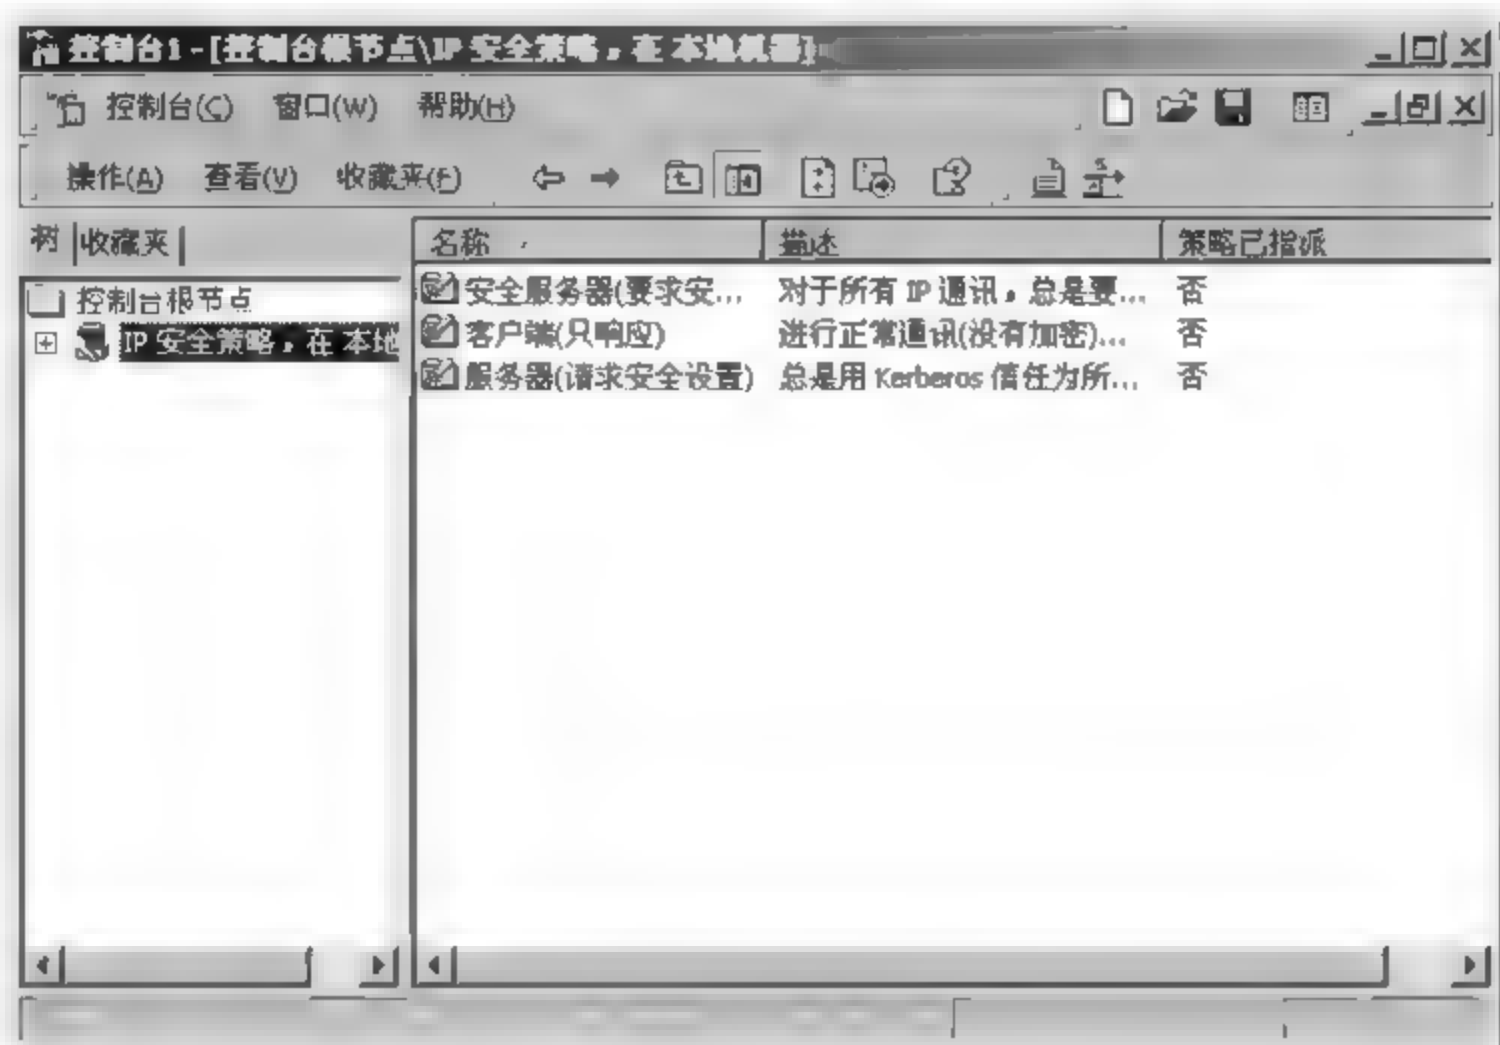 控制台1 - [控制台根节点\IP 安全策略，在 本地机器]
控制台(C) 窗口(W) 帮助(H)
操作(A) 查看(V) 收藏夹(F)
树 收藏夹
控制台根节点
IP 安全策略，在 本地
名称 描述 策略已指派
安全服务器(要求安... 对于所有 IP 通讯，总是要... 否
客户端(只响应) 进行正常通讯(没有加密)... 否
服务器(请求安全设置) 总是用 Kerberos 信任为所... 否